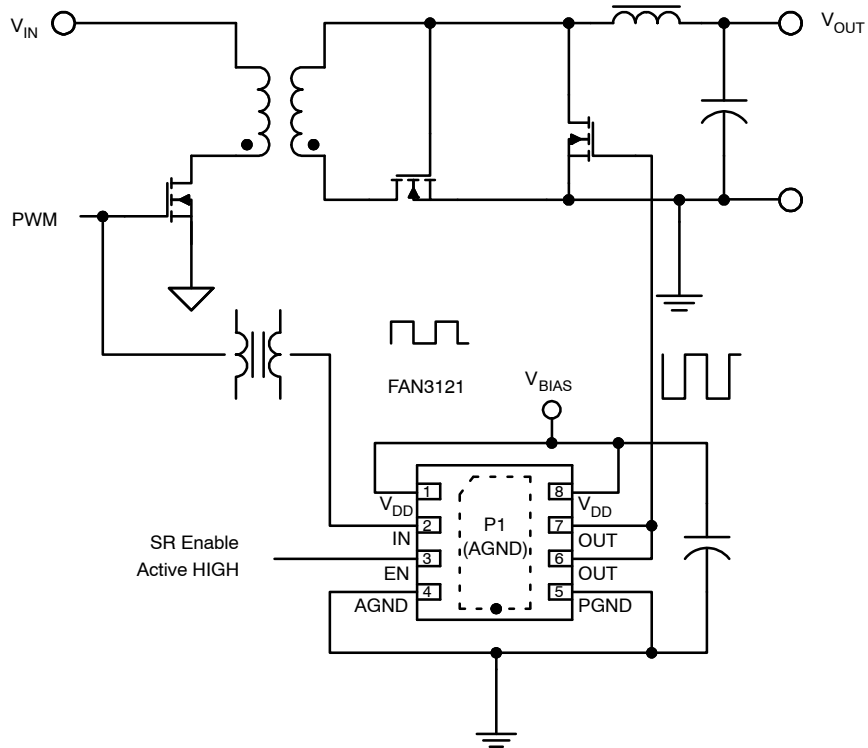 VIN
VOUT
PWM
FAN3121
VBIAS
1
VDD
8
VDD
P1
(AGND)
2
IN
7
OUT
SR Enable
Active HIGH
3
EN
6
OUT
4
AGND
5
PGND